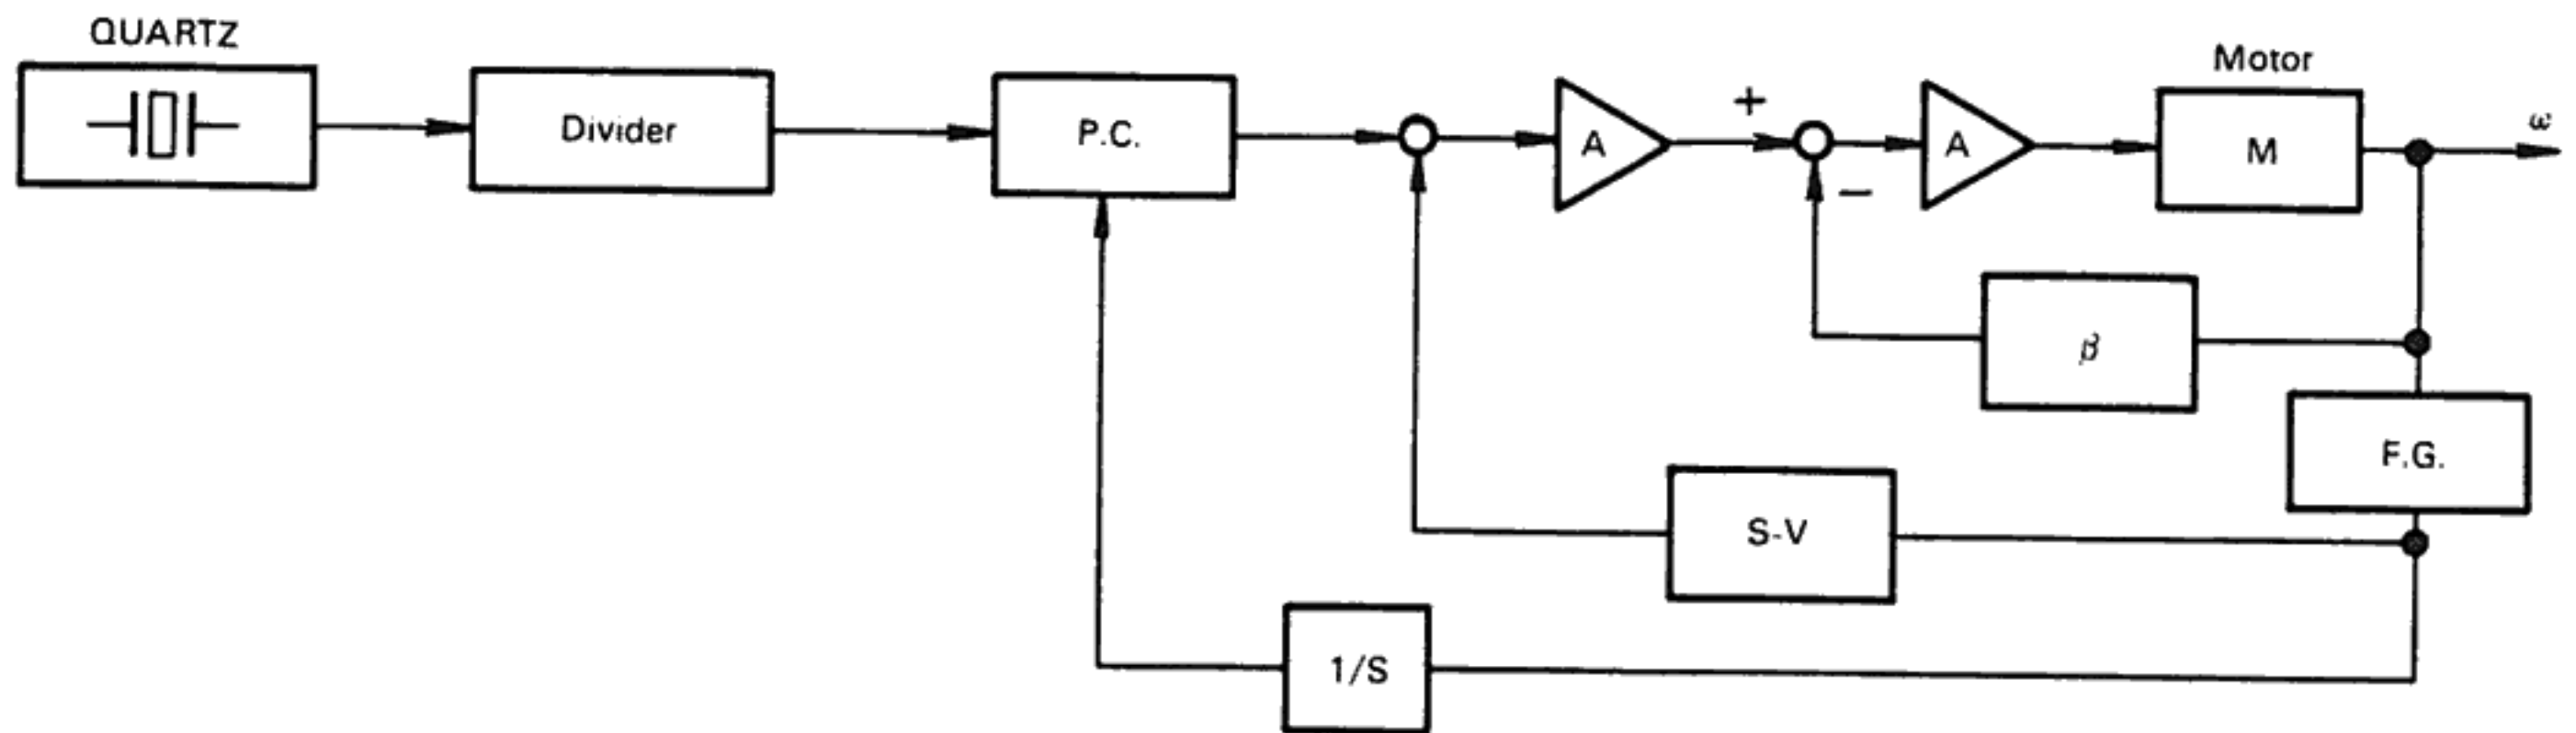 QUARTZ
Divider
P.C.
A
+
−
A
Motor
M
ω
β
F.G.
S-V
1/S